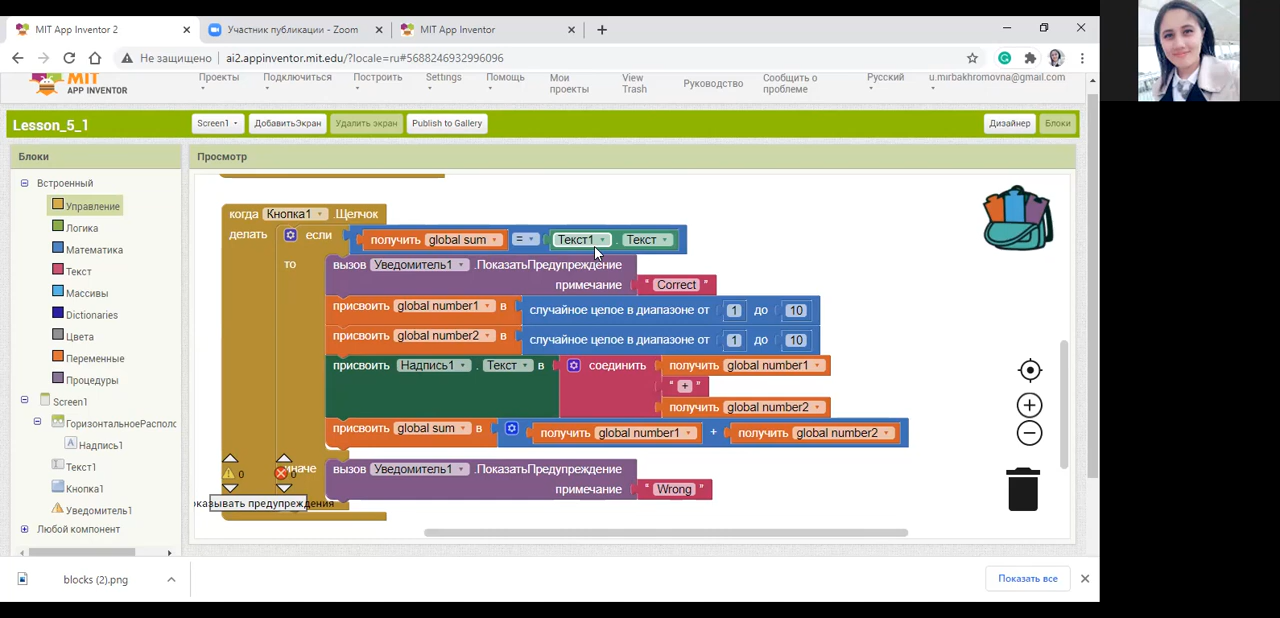 MIT App Inventor 2
Участник публикации - Zoom
MIT App Inventor
Не защищено
ai2.appinventor.mit.edu/?locale=ru#5688246932996096
MIT
APP INVENTOR
Проекты
Подключиться
Построить
Settings
Помощь
Мои проекты
View Trash
Руководство
Сообщить о проблеме
Русский
u.mirbakhromovna@gmail.com
Lesson_5_1
Screen1
ДобавитьЭкран
Удалить экран
Publish to Gallery
Дизайнер
Блоки
Блоки
Просмотр
Встроенный
Управление
Логика
Математика
Текст
Массивы
Dictionaries
Цвета
Переменные
Процедуры
Screen1
ГоризонтальноеРасполо
Надпись1
Текст1
Кнопка1
Уведомитель1
Любой компонент
когда Кнопка1 .Щелчок
делать если получить global sum = Текст1 . Текст
то вызов Уведомитель1 .ПоказатьПредупреждение
примечание " Correct "
присвоить global number1 в случайное целое в диапазоне от 1 до 10
присвоить global number2 в случайное целое в диапазоне от 1 до 10
присвоить Надпись1 . Текст в соединить получить global number1
" + "
получить global number2
присвоить global sum в получить global number1 + получить global number2
иначе вызов Уведомитель1 .ПоказатьПредупреждение
примечание " Wrong "
0
0
оказывать предупреждения
blocks (2).png
Показать все